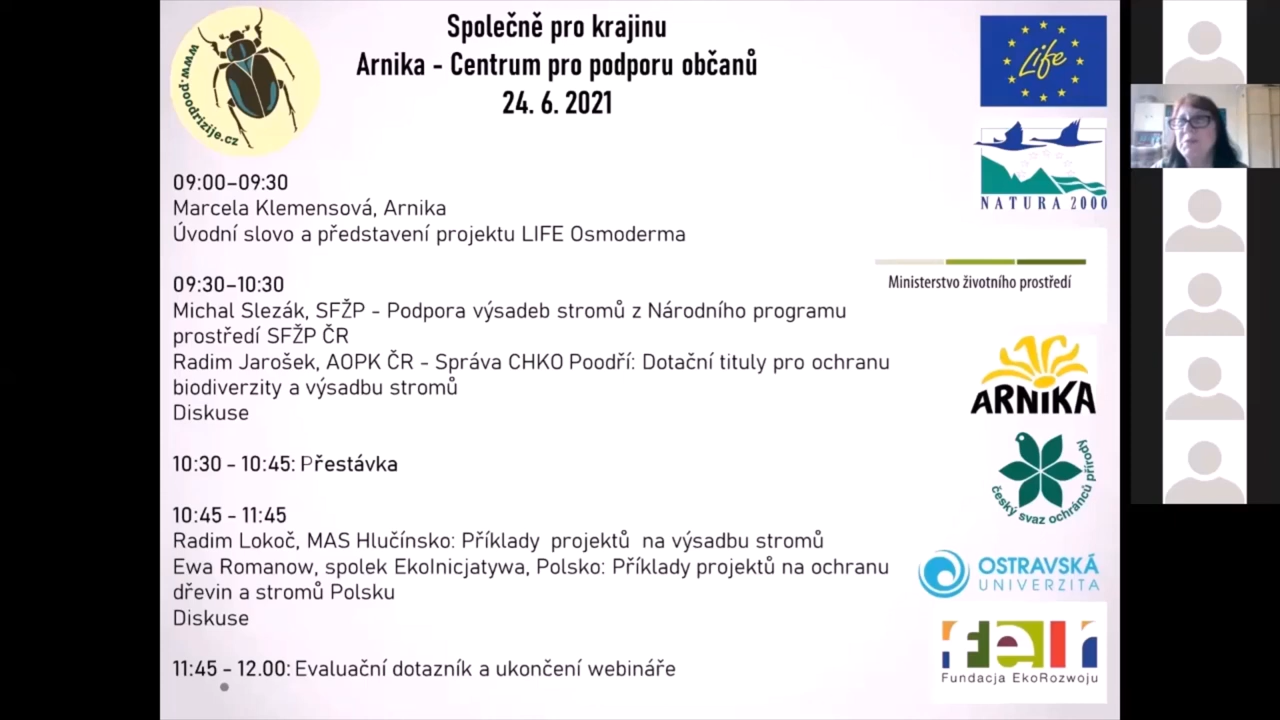 Společně pro krajinu
Arnika - Centrum pro podporu občanů
24. 6. 2021
www.poodrizije.cz
Life
NATURA 2000
09:00–09:30
Marcela Klemensová, Arnika
Úvodní slovo a představení projektu LIFE Osmoderma
Ministerstvo životního prostředí
09:30–10:30
Michal Slezák, SFŽP - Podpora výsadeb stromů z Národního programu
prostředí SFŽP ČR
Radim Jarošek, AOPK ČR - Správa CHKO Poodří: Dotační tituly pro ochranu
biodiverzity a výsadbu stromů
Diskuse
ARNIKA
10:30 - 10:45: Přestávka
český svaz ochránců přírody
10:45 - 11:45
Radim Lokoč, MAS Hlučínsko: Příklady projektů na výsadbu stromů
Ewa Romanow, spolek EkoInicjatywa, Polsko: Příklady projektů na ochranu
dřevin a stromů Polsku
Diskuse
OSTRAVSKÁ
UNIVERZITA
11:45 - 12.00: Evaluační dotazník a ukončení webináře
fer
Fundacja EkoRozwoju